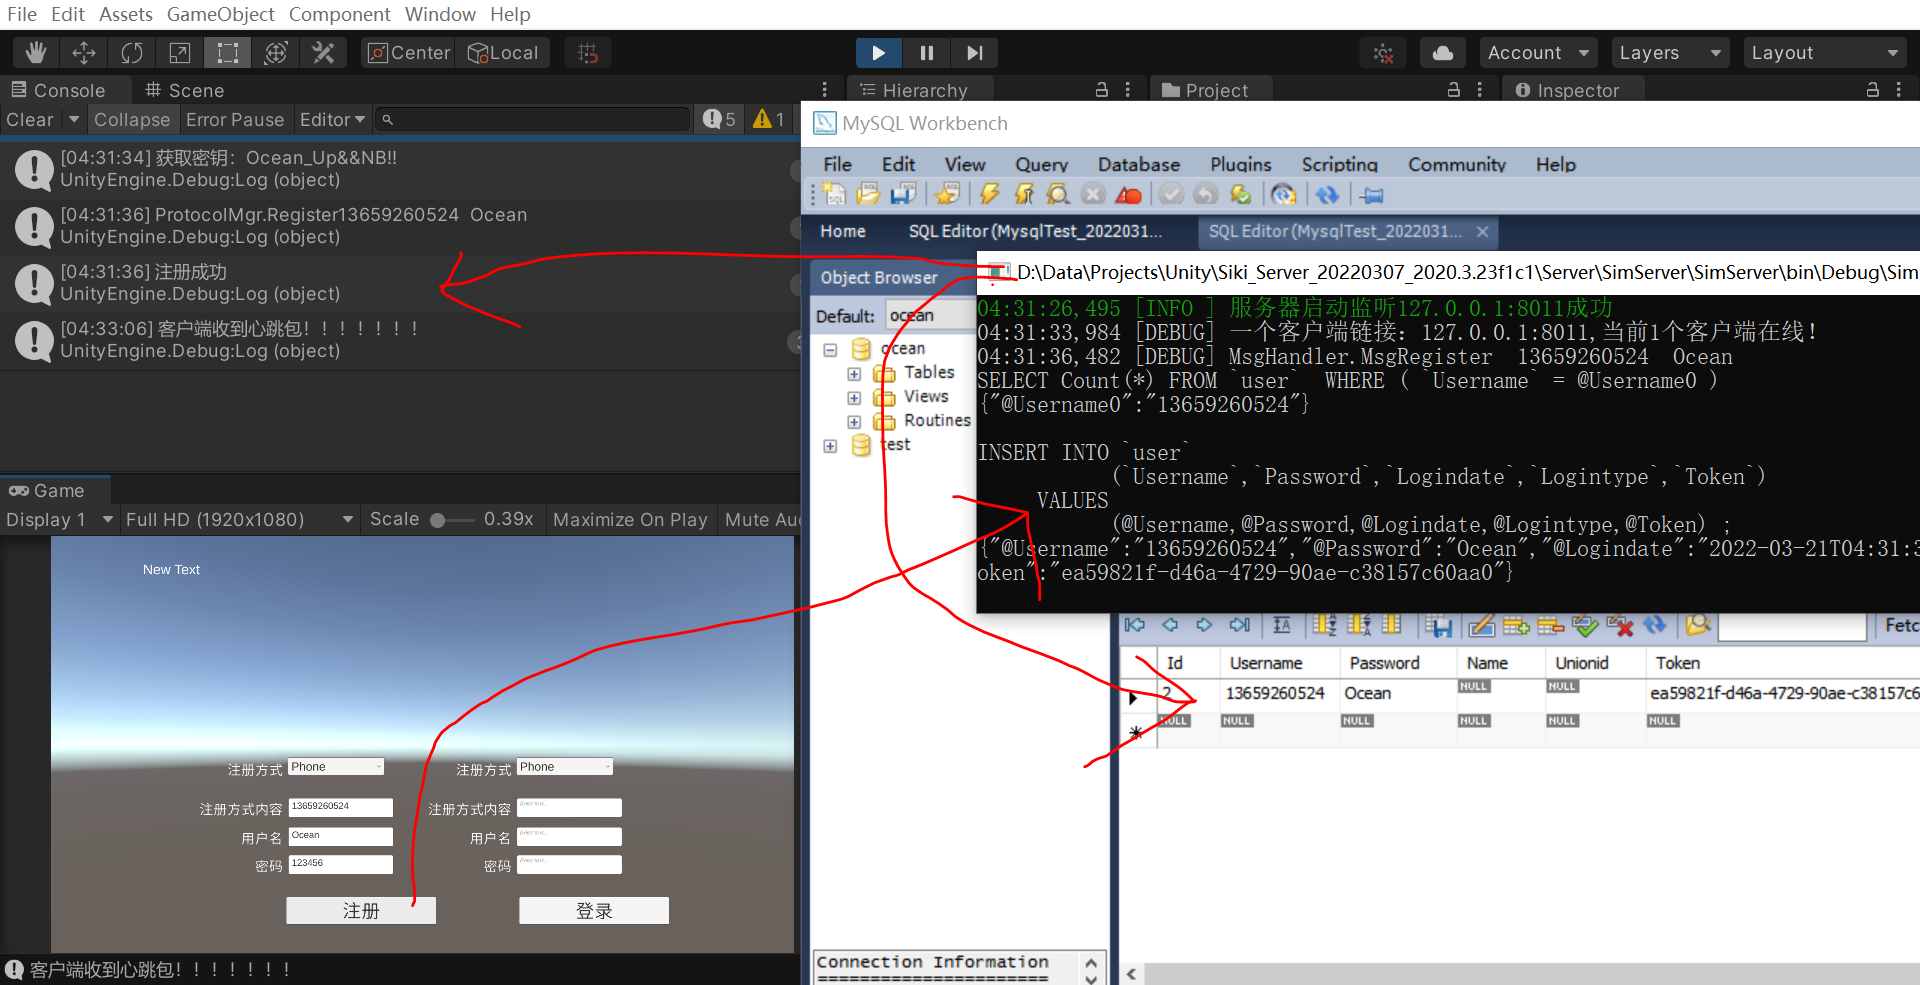 File Edit Assets GameObject Component Window Help
Center Local
Account Layers Layout
Console Scene
Hierarchy
Project
Inspector
Clear Collapse Error Pause Editor 5 1
[04:31:34] 获取密钥：Ocean_Up&&NB!!
UnityEngine.Debug:Log (object)
[04:31:36] ProtocolMgr.Register13659260524 Ocean
UnityEngine.Debug:Log (object)
[04:31:36] 注册成功
UnityEngine.Debug:Log (object)
[04:33:06] 客户端收到心跳包！！！！！！！
UnityEngine.Debug:Log (object)
Game
Display 1 Full HD (1920x1080) Scale 0.39x Maximize On Play Mute Au
New Text
注册方式 Phone
注册方式内容 13659260524
用户名 Ocean
密码 123456
注册
注册方式 Phone
注册方式内容 Enter text...
用户名 Enter text...
密码 Enter text...
登录
客户端收到心跳包！！！！！！！
MySQL Workbench
File Edit View Query Database Plugins Scripting Community Help
Home SQL Editor (MysqlTest_2022031... SQL Editor (MysqlTest_2022031...
Object Browser
Default: ocean
ocean
Tables
Views
Routines
test
Connection Information
D:\Data\Projects\Unity\Siki_Server_20220307_2020.3.23f1c1\Server\SimServer\SimServer\bin\Debug\Sim
04:31:26,495 [INFO ] 服务器启动监听127.0.0.1:8011成功
04:31:33,984 [DEBUG] 一个客户端链接：127.0.0.1:8011,当前1个客户端在线！
04:31:36,482 [DEBUG] MsgHandler.MsgRegister 13659260524 Ocean
SELECT Count(*) FROM `user` WHERE ( `Username` = @Username0 )
{"@Username0":"13659260524"}
INSERT INTO `user`
(`Username`,`Password`,`Logindate`,`Logintype`,`Token`)
VALUES
(@Username,@Password,@Logindate,@Logintype,@Token) ;
{"@Username":"13659260524","@Password":"Ocean","@Logindate":"2022-03-21T04:31:3
oken":"ea59821f-d46a-4729-90ae-c38157c60aa0"}
Fetc
Id Username Password Name Unionid Token
2 13659260524 Ocean NULL NULL ea59821f-d46a-4729-90ae-c38157c6
NULL NULL NULL NULL NULL NULL